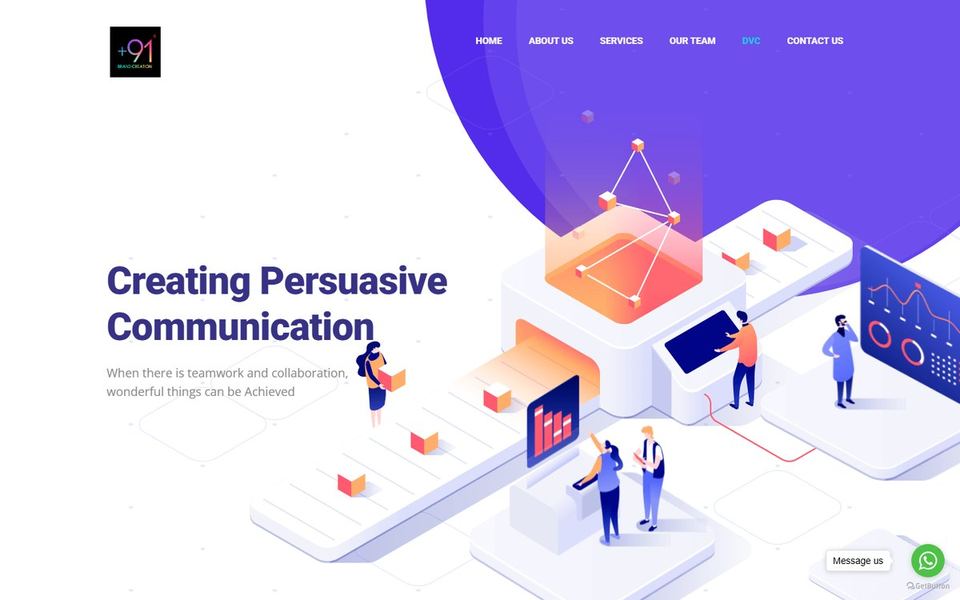 +91
BRAND CREATION
HOME ABOUT US SERVICES OUR TEAM DVC CONTACT US
Creating Persuasive
Communication
When there is teamwork and collaboration,
wonderful things can be Achieved
Message us
GetButton